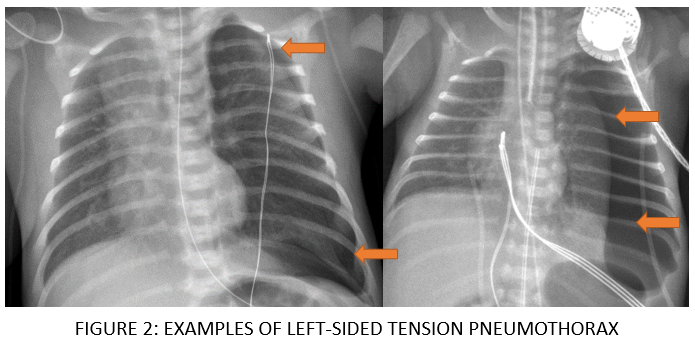 FIGURE 2: EXAMPLES OF LEFT-SIDED TENSION PNEUMOTHORAX